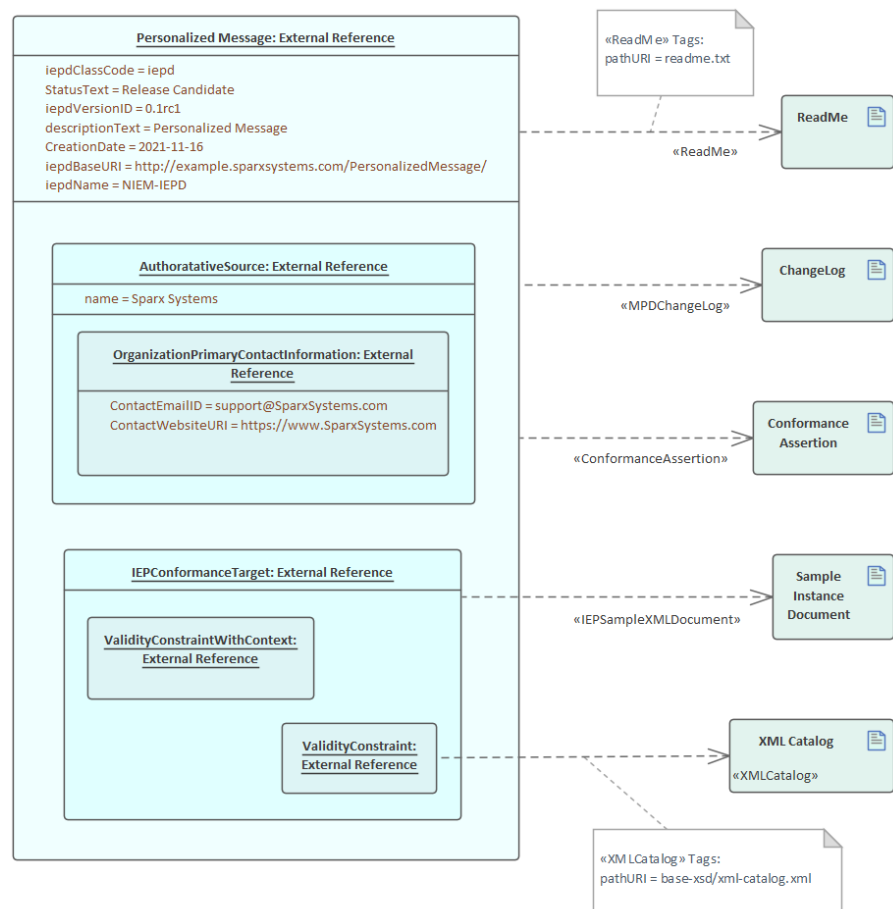 Personalized Message: External Reference
iepdClassCode = iepd
StatusText = Release Candidate
iepdVersionID = 0.1rc1
descriptionText = Personalized Message
CreationDate = 2021-11-16
iepdBaseURI = http://example.sparxsystems.com/PersonalizedMessage/
iepdName = NIEM-IEPD
«ReadMe» Tags:
pathURI = readme.txt
ReadMe
«ReadMe»
AuthoratativeSource: External Reference
name = Sparx Systems
OrganizationPrimaryContactInformation: External
Reference
ContactEmailID = support@SparxSystems.com
ContactWebsiteURI = https://www.SparxSystems.com
ChangeLog
«MPDChangeLog»
Conformance
Assertion
«ConformanceAssertion»
IEPConformanceTarget: External Reference
ValidityConstraintWithContext:
External Reference
ValidityConstraint:
External Reference
Sample
Instance
Document
«IEPSampleXMLDocument»
XML Catalog
«XMLCatalog»
«XMLCatalog» Tags:
pathURI = base-xsd/xml-catalog.xml